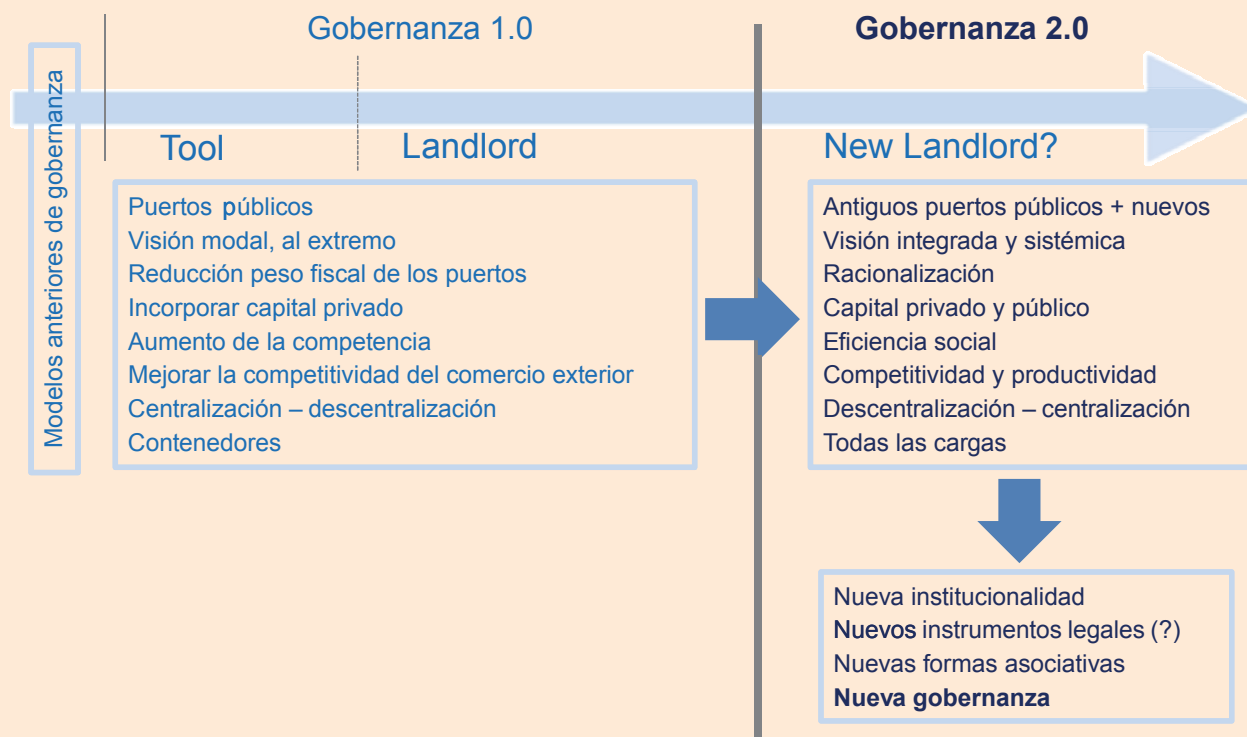 Gobernanza 1.0
Gobernanza 2.0
Modelos anteriores de gobernanza
Tool
Landlord
New Landlord?
Puertos públicos
Visión modal, al extremo
Reducción peso fiscal de los puertos
Incorporar capital privado
Aumento de la competencia
Mejorar la competitividad del comercio exterior
Centralización – descentralización
Contenedores
Antiguos puertos públicos + nuevos
Visión integrada y sistémica
Racionalización
Capital privado y público
Eficiencia social
Competitividad y productividad
Descentralización – centralización
Todas las cargas
Nueva institucionalidad
Nuevos instrumentos legales (?)
Nuevas formas asociativas
Nueva gobernanza